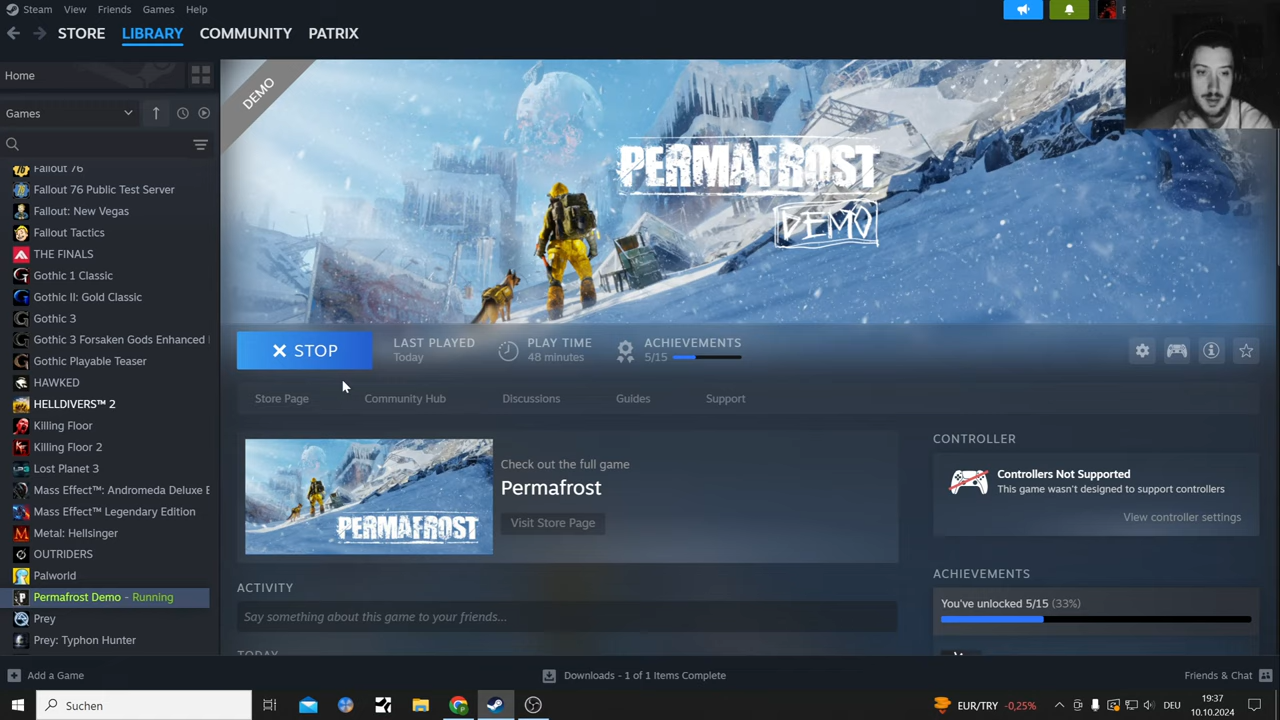 Steam View Friends Games Help
STORE LIBRARY COMMUNITY PATRIX
Home
Games
Fallout 76
Fallout 76 Public Test Server
Fallout: New Vegas
Fallout Tactics
THE FINALS
Gothic 1 Classic
Gothic II: Gold Classic
Gothic 3
Gothic 3 Forsaken Gods Enhanced
Gothic Playable Teaser
HAWKED
HELLDIVERS™ 2
Killing Floor
Killing Floor 2
Lost Planet 3
Mass Effect™: Andromeda Deluxe E
Mass Effect™ Legendary Edition
Metal: Hellsinger
OUTRIDERS
Palworld
Permafrost Demo - Running
Prey
Prey: Typhon Hunter
Add a Game
DEMO
PERMAFROST
DEMO
STOP
LAST PLAYED
Today
PLAY TIME
48 minutes
ACHIEVEMENTS
5/15
Store Page Community Hub Discussions Guides Support
PERMAFROST
Check out the full game
Permafrost
Visit Store Page
ACTIVITY
Say something about this game to your friends...
TODAY
CONTROLLER
Controllers Not Supported
This game wasn't designed to support controllers
View controller settings
ACHIEVEMENTS
You've unlocked 5/15 (33%)
Downloads - 1 of 1 Items Complete
Friends & Chat
Suchen
EUR/TRY -0,25%
DEU
19:37
10.10.2024